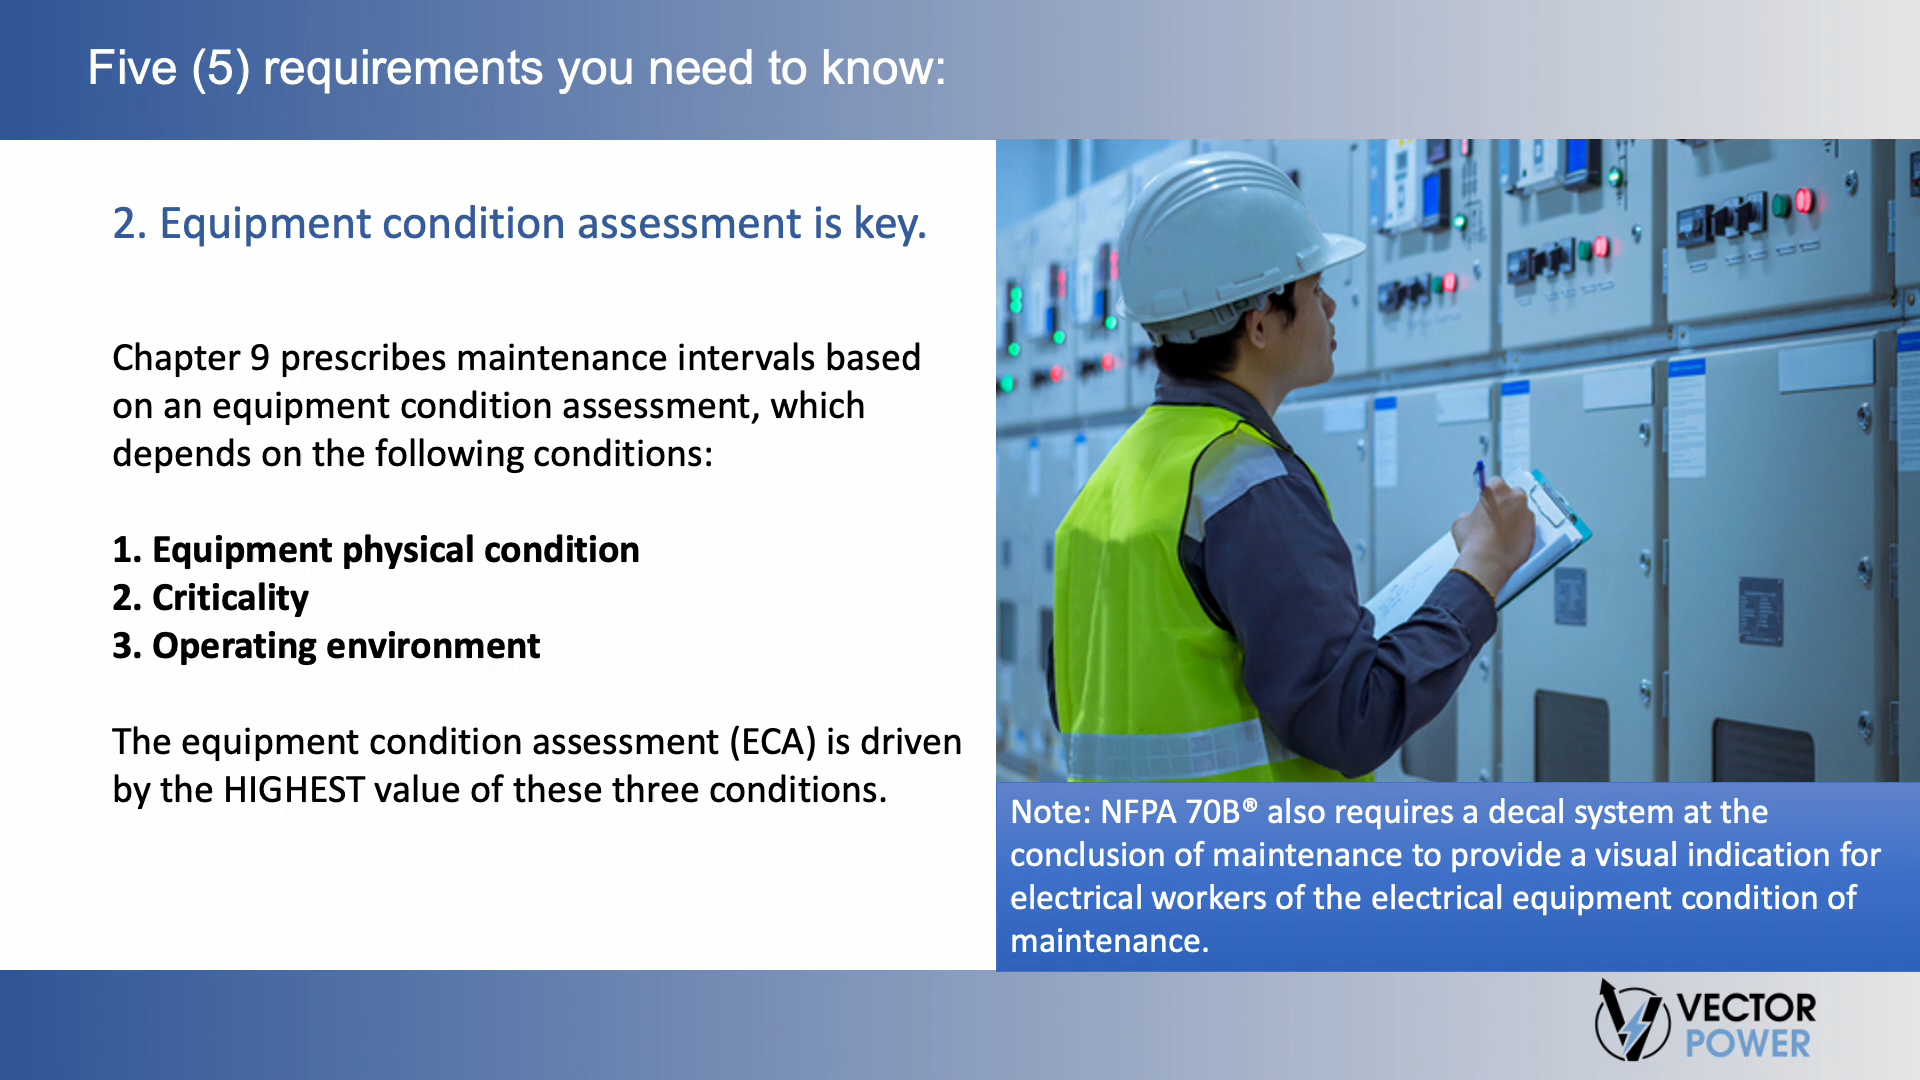 Five (5) requirements you need to know:
2. Equipment condition assessment is key.
Chapter 9 prescribes maintenance intervals based
on an equipment condition assessment, which
depends on the following conditions:
1. Equipment physical condition
2. Criticality
3. Operating environment
The equipment condition assessment (ECA) is driven
by the HIGHEST value of these three conditions.
Note: NFPA 70B® also requires a decal system at the
conclusion of maintenance to provide a visual indication for
electrical workers of the electrical equipment condition of
maintenance.
VECTOR
POWER